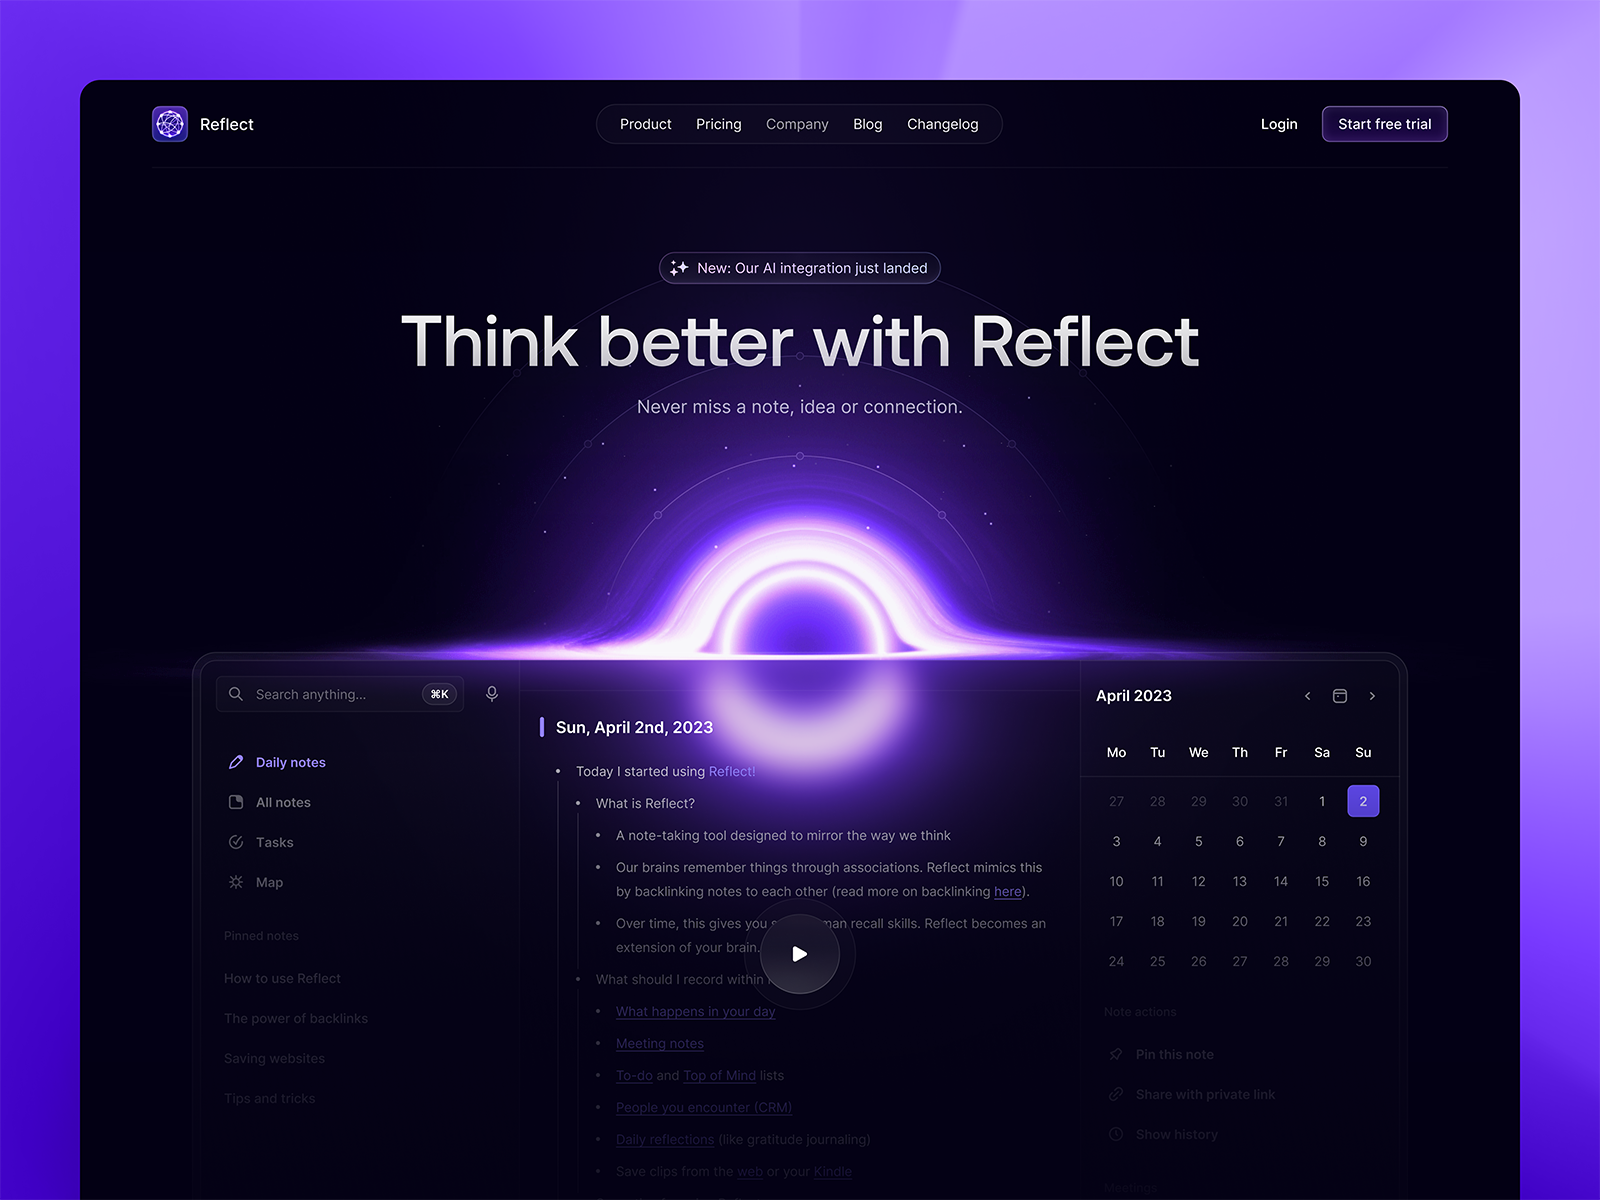 Reflect
Product Pricing Company Blog Changelog
Login
Start free trial
New: Our AI integration just landed
Think better with Reflect
Never miss a note, idea or connection.
Search anything...
⌘K
Daily notes
All notes
Tasks
Map
Pinned notes
How to use Reflect
The power of backlinks
Saving websites
Tips and tricks
Sun, April 2nd, 2023
• Today I started using Reflect!
• What is Reflect?
• A note-taking tool designed to mirror the way we think
• Our brains remember things through associations. Reflect mimics this
by backlinking notes to each other (read more on backlinking here).
• Over time, this gives you man recall skills. Reflect becomes an
extension of your brain.
• What should I record within
• What happens in your day
• Meeting notes
• To-do and Top of Mind lists
• People you encounter (CRM)
• Daily reflections (like gratitude journaling)
• Save clips from the web or your Kindle
April 2023
Mo Tu We Th Fr Sa Su
27 28 29 30 31 1 2
3 4 5 6 7 8 9
10 11 12 13 14 15 16
17 18 19 20 21 22 23
24 25 26 27 28 29 30
Note actions
Pin this note
Share with private link
Show history
Meetings